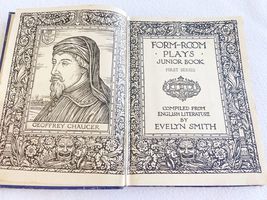 GEOFFREY CHAUCER
FORM-ROOM
PLAYS
JUNIOR BOOK
FIRST SERIES
COMPILED FROM
ENGLISH LITERATURE
BY
EVELYN SMITH